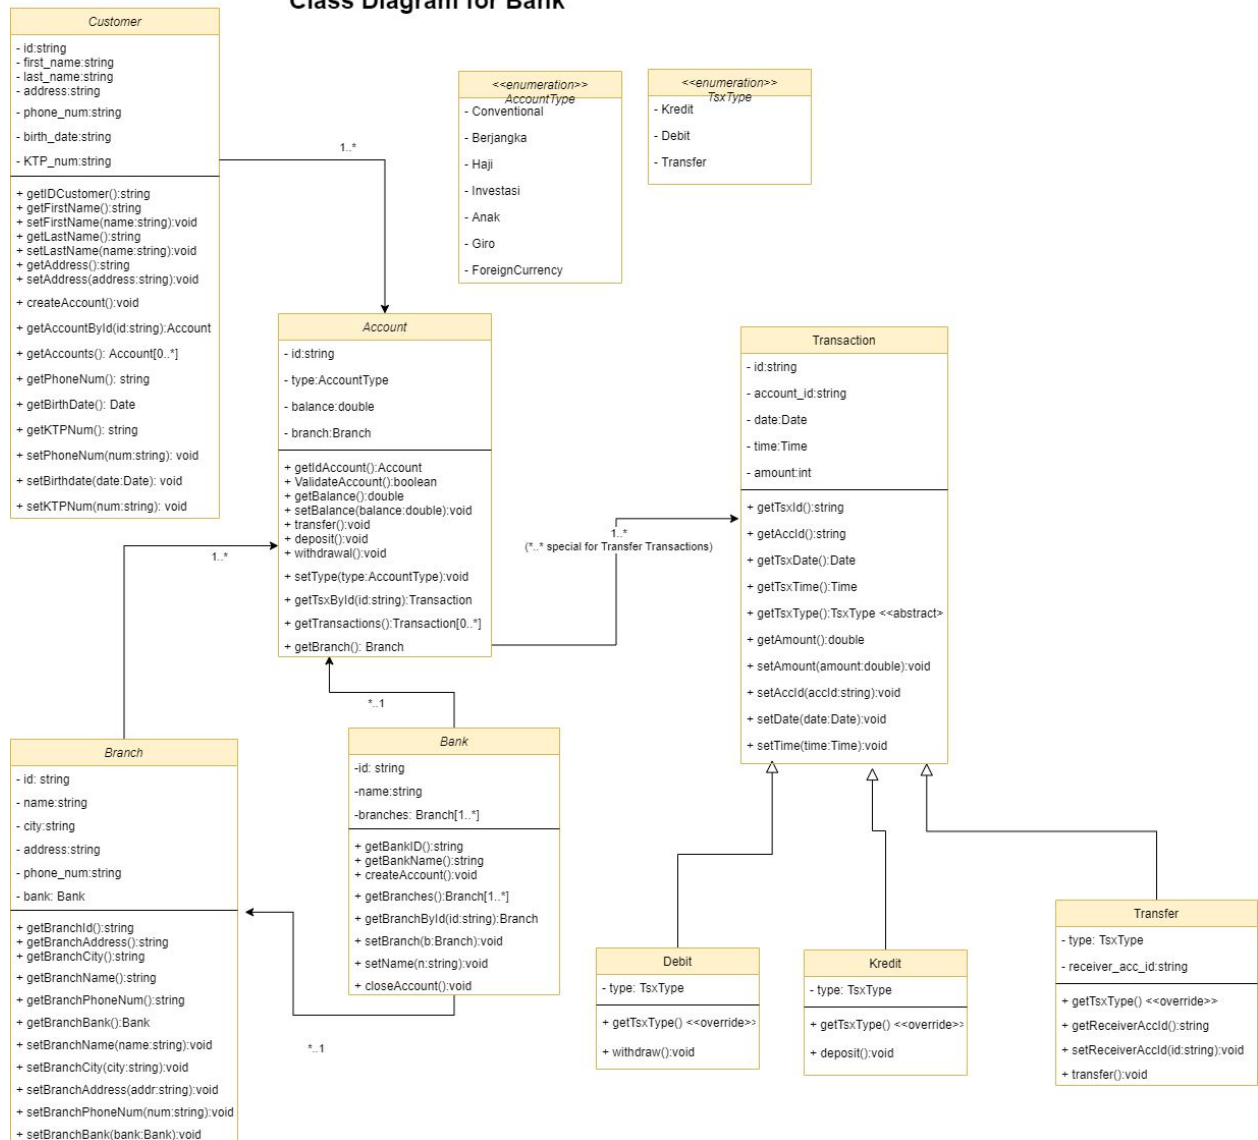 Class Diagram for Bank
Customer
- id:string
- first_name:string
- last_name:string
- address:string
- phone_num:string
- birth_date:string
- KTP_num:string
+ getIDCustomer():string
+ getFirstName():string
+ setFirstName(name:string):void
+ getLastName():string
+ setLastName(name:string):void
+ getAddress():string
+ setAddress(address:string):void
+ createAccount():void
+ getAccountById(id:string):Account
+ getAccounts(): Account[0..*]
+ getPhoneNum(): string
+ getBirthDate(): Date
+ getKTPNum(): string
+ setPhoneNum(num:string): void
+ setBirthdate(date:Date): void
+ setKTPNum(num:string): void
1..*
<<enumeration>>
AccountType
- Conventional
- Berjangka
- Haji
- Investasi
- Anak
- Giro
- ForeignCurrency
<<enumeration>>
TsxType
- Kredit
- Debit
- Transfer
Account
- id:string
- type:AccountType
- balance:double
- branch:Branch
+ getIdAccount():Account
+ ValidateAccount():boolean
+ getBalance():double
+ setBalance(balance:double):void
+ transfer():void
+ deposit():void
+ withdrawal():void
+ setType(type:AccountType):void
+ getTsxById(id:string):Transaction
+ getTransactions():Transaction[0..*]
+ getBranch(): Branch
1..*
1..*
(*..* special for Transfer Transactions)
Transaction
- id:string
- account_id:string
- date:Date
- time:Time
- amount:int
+ getTsxId():string
+ getAccId():string
+ getTsxDate():Date
+ getTsxTime():Time
+ getTsxType():TsxType <<abstract>
+ getAmount():double
+ setAmount(amount:double):void
+ setAccId(accId:string):void
+ setDate(date:Date):void
+ setTime(time:Time):void
*..1
Branch
- id: string
- name:string
- city:string
- address:string
- phone_num:string
- bank: Bank
+ getBranchId():string
+ getBranchAddress():string
+ getBranchCity():string
+ getBranchName():string
+ getBranchPhoneNum():string
+ getBranchBank():Bank
+ setBranchName(name:string):void
+ setBranchCity(city:string):void
+ setBranchAddress(addr:string):void
+ setBranchPhoneNum(num:string):void
+ setBranchBank(bank:Bank):void
Bank
-id: string
-name:string
-branches: Branch[1..*]
+ getBankID():string
+ getBankName():string
+ createAccount():void
+ getBranches():Branch[1..*]
+ getBranchById(id:string):Branch
+ setBranch(b:Branch):void
+ setName(n:string):void
+ closeAccount():void
*..1
Debit
- type: TsxType
+ getTsxType() <<override>>
+ withdraw():void
Kredit
- type: TsxType
+ getTsxType() <<override>>
+ deposit():void
Transfer
- type: TsxType
- receiver_acc_id:string
+ getTsxType() <<override>>
+ getReceiverAccId():string
+ setReceiverAccId(id:string):void
+ transfer():void